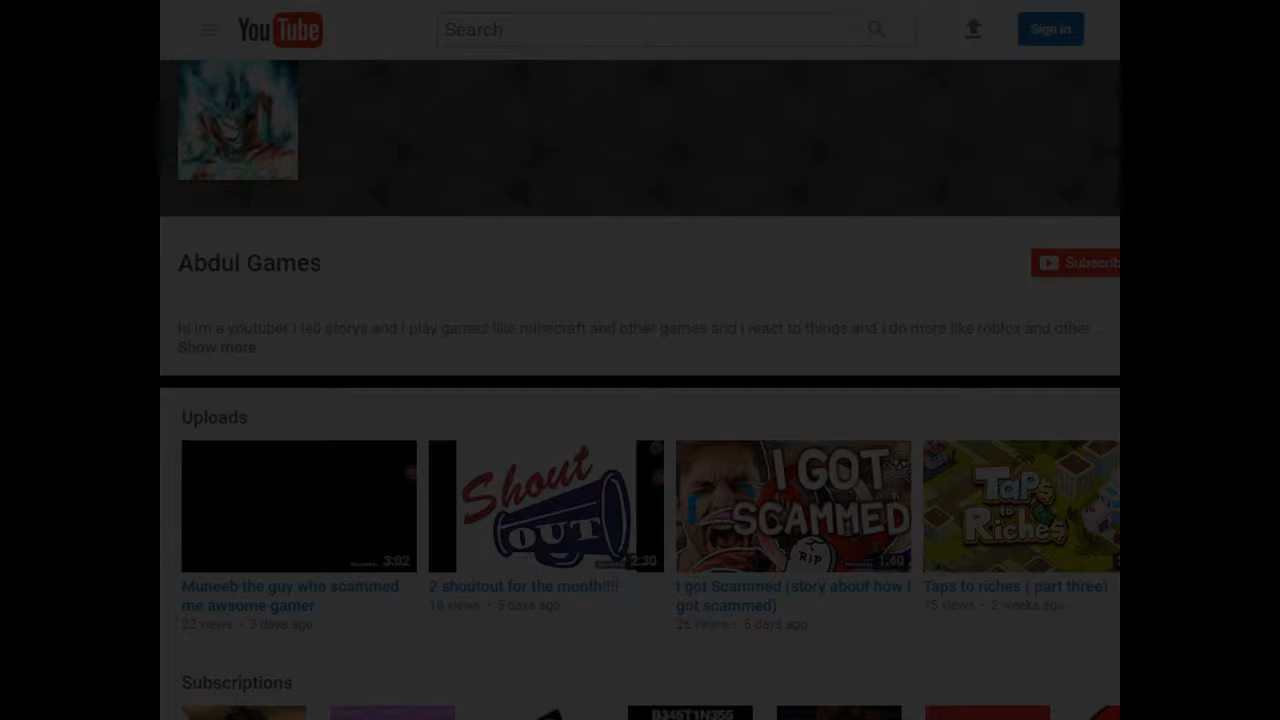 YouTube Search Sign in
Abdul Games Subscrib
hi im a youtuber i tell storys and i play games like minecraft and other games and i react to things and i do more like roblox and other ...
Show more
Uploads
3:02
Shout
OUT
2:30
I GOT
SCAMMED
RIP
1:40
Taps
to
Riches
Muneeb the guy who scammed
me awsome gamer
22 views • 3 days ago
2 shoutout for the month!!!!
18 views • 5 days ago
I got Scammed (story about how I
got scammed)
26 views • 5 days ago
Taps to riches ( part three)
15 views • 2 weeks ago
Subscriptions
B345T1N355